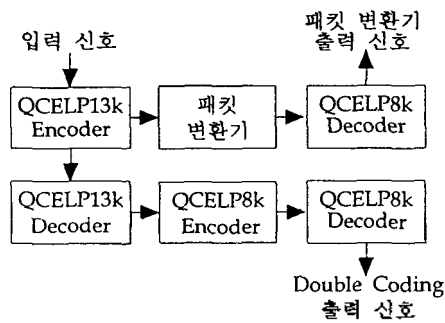 입력 신호
패킷 변환기
출력 신호
QCELP13k
Encoder
패킷
변환기
QCELP8k
Decoder
QCELP13k
Decoder
QCELP8k
Encoder
QCELP8k
Decoder
Double Coding
출력 신호